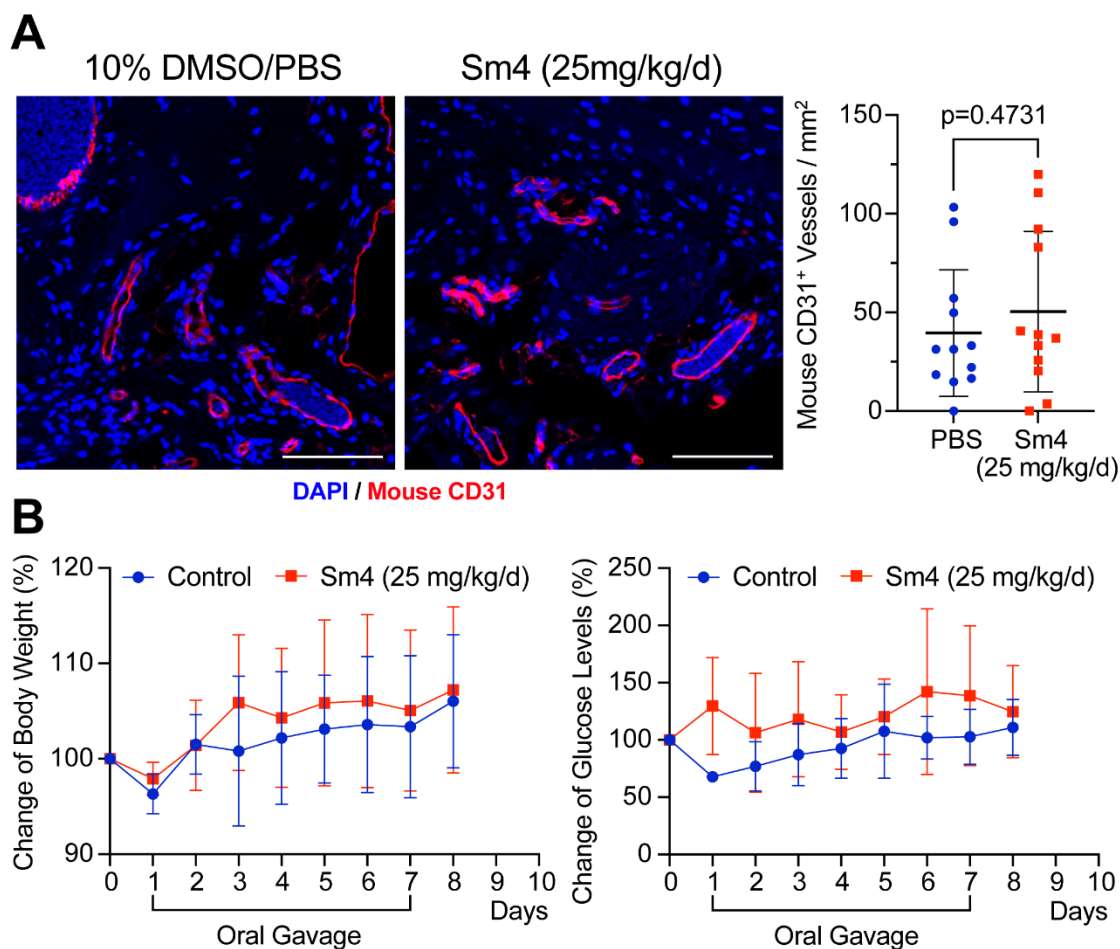 A
10% DMSO/PBS
Sm4 (25mg/kg/d)
DAPI / Mouse CD31
Mouse CD31⁺ Vessels / mm²
150
100
50
0
p=0.4731
PBS
Sm4
(25 mg/kg/d)
B
Change of Body Weight (%)
120
110
100
90
Control
Sm4 (25 mg/kg/d)
0 1 2 3 4 5 6 7 8 9 10
Days
Oral Gavage
Change of Glucose Levels (%)
250
200
150
100
50
0
Control
Sm4 (25 mg/kg/d)
0 1 2 3 4 5 6 7 8 9 10
Days
Oral Gavage